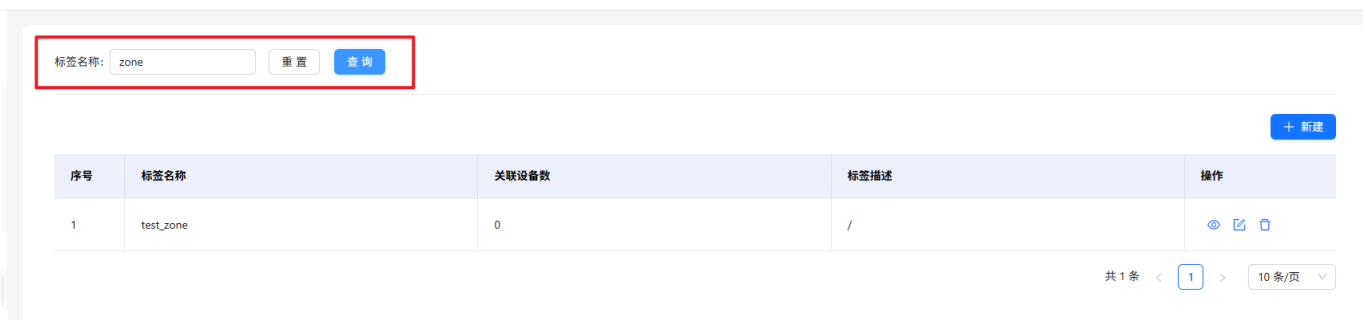 标签名称: zone 重 置 查 询
+ 新建
序号 标签名称 关联设备数 标签描述 操作
1 test_zone 0 /
共 1 条 < 1 > 10 条/页